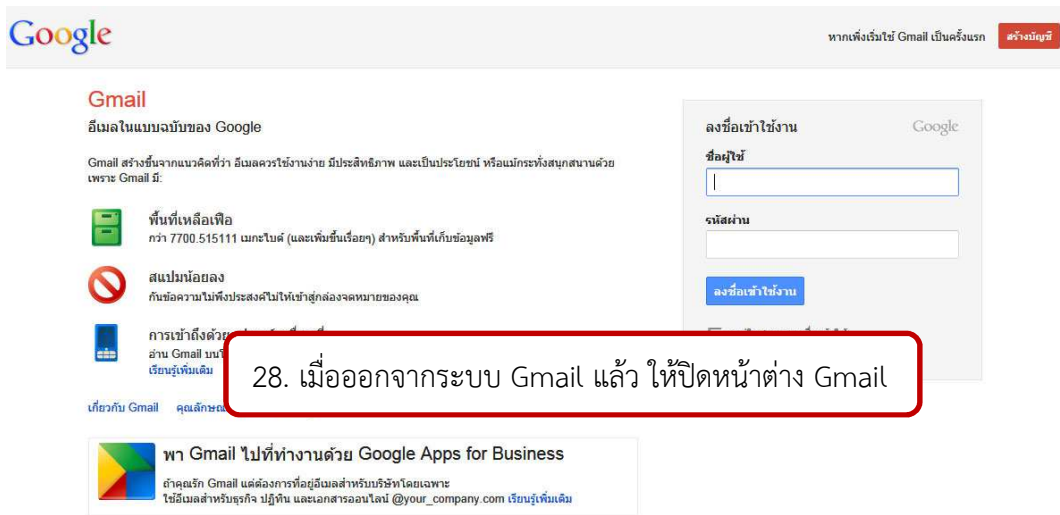 Google
หากเพิ่งเริ่มใช้ Gmail เป็นครั้งแรก
สร้างบัญชี
Gmail
อีเมลในแบบฉบับของ Google
Gmail สร้างขึ้นจากแนวคิดที่ว่า อีเมลควรใช้งานง่าย มีประสิทธิภาพ และเป็นประโยชน์ หรือแม้กระทั่งสนุกสนานด้วย
เพราะ Gmail มี:
พื้นที่เหลือเฟือ
กว่า 7700.515111 เมกะไบต์ (และเพิ่มขึ้นเรื่อยๆ) สำหรับพื้นที่เก็บข้อมูลฟรี
สแปมน้อยลง
กันข้อความไม่พึงประสงค์ไม่ให้เข้าสู่กล่องจดหมายของคุณ
การเข้าถึงด้วย
อ่าน Gmail บน
เรียนรู้เพิ่มเติม
ลงชื่อเข้าใช้งาน
Google
ชื่อผู้ใช้
รหัสผ่าน
ลงชื่อเข้าใช้งาน
28. เมื่อออกจากระบบ Gmail แล้ว ให้ปิดหน้าต่าง Gmail
เกี่ยวกับ Gmail
พา Gmail ไปที่ทำงานด้วย Google Apps for Business
ถ้าคุณรัก Gmail แต่ต้องการที่อยู่อีเมลสำหรับบริษัทโดยเฉพาะ
ใช้อีเมลสำหรับธุรกิจ ปฏิทิน และเอกสารออนไลน์ @your_company.com เรียนรู้เพิ่มเติม